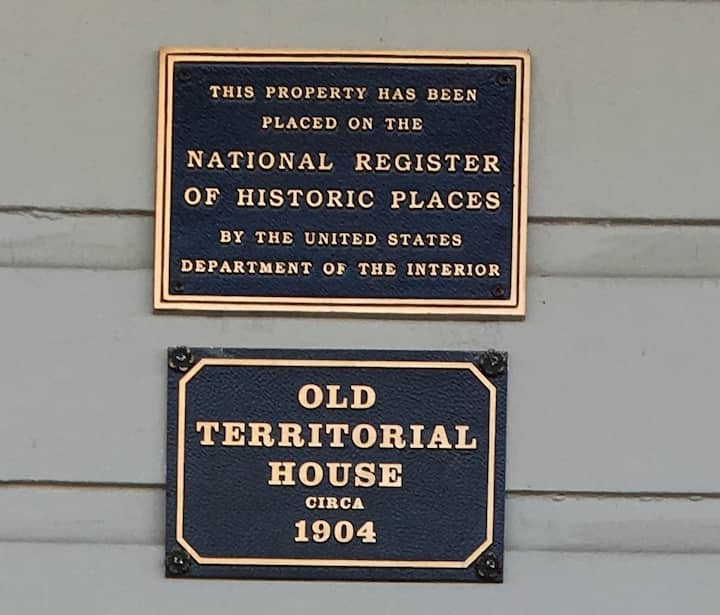 THIS PROPERTY HAS BEEN
PLACED ON THE
NATIONAL REGISTER
OF HISTORIC PLACES
BY THE UNITED STATES
DEPARTMENT OF THE INTERIOR
OLD
TERRITORIAL
HOUSE
CIRCA
1904